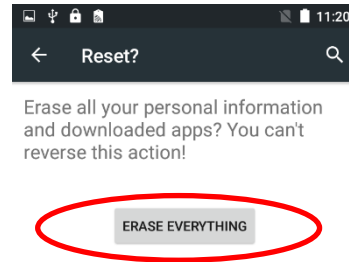 11:20
Reset?
Erase all your personal information
and downloaded apps? You can't
reverse this action!
ERASE EVERYTHING